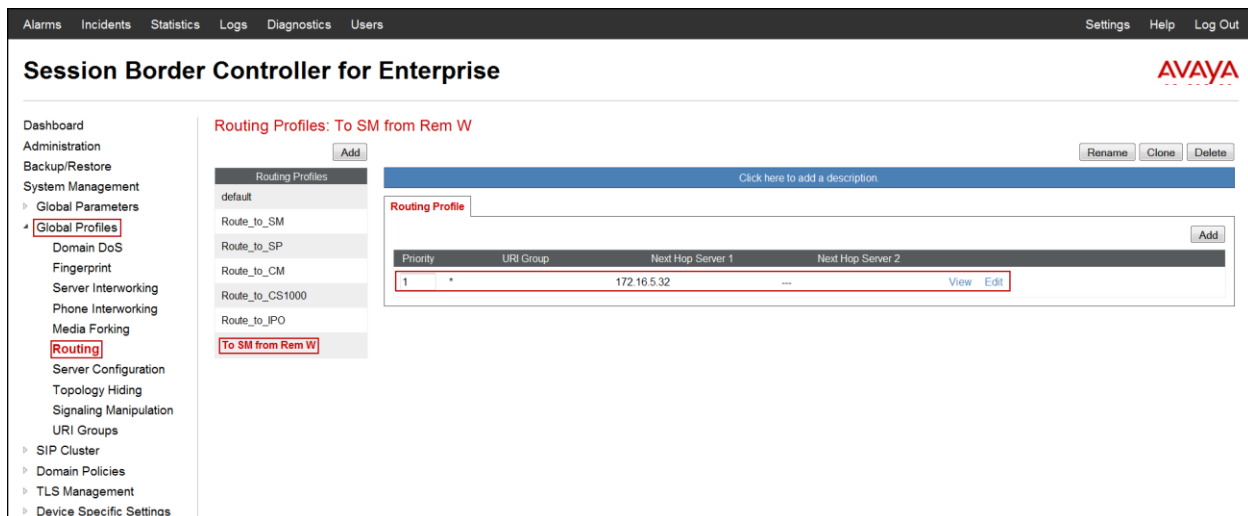 Alarms Incidents Statistics Logs Diagnostics Users Settings Help Log Out
Session Border Controller for Enterprise
AVAYA
Dashboard
Administration
Backup/Restore
System Management
Global Parameters
Global Profiles
Domain DoS
Fingerprint
Server Interworking
Phone Interworking
Media Forking
Routing
Server Configuration
Topology Hiding
Signaling Manipulation
URI Groups
SIP Cluster
Domain Policies
TLS Management
Device Specific Settings
Routing Profiles: To SM from Rem W
Add
Rename Clone Delete
Routing Profiles
default
Route_to_SM
Route_to_SP
Route_to_CM
Route_to_CS1000
Route_to_IPO
To SM from Rem W
Click here to add a description.
Routing Profile
Add
Priority URI Group Next Hop Server 1 Next Hop Server 2
1 * 172.16.5.32 --- View Edit